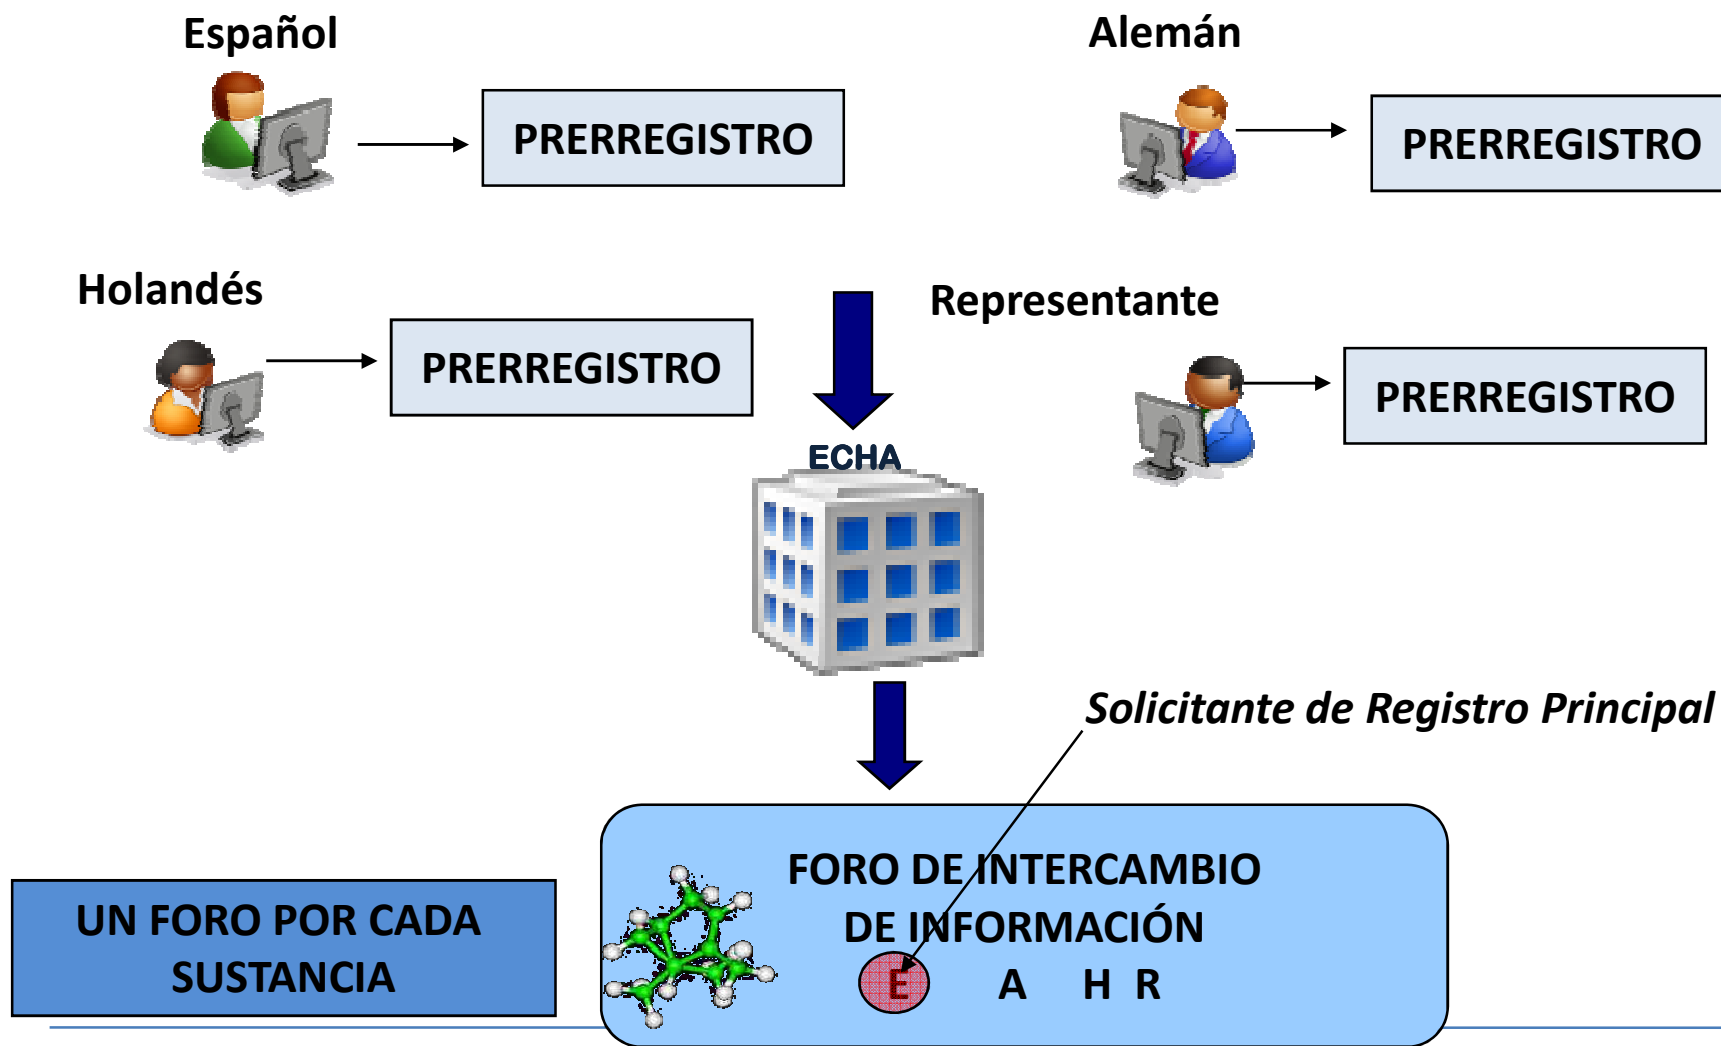 Español
Alemán
PRERREGISTRO
PRERREGISTRO
Holandés
Representante
PRERREGISTRO
PRERREGISTRO
ECHA
Solicitante de Registro Principal
FORO DE INTERCAMBIO
DE INFORMACIÓN
E A H R
UN FORO POR CADA
SUSTANCIA